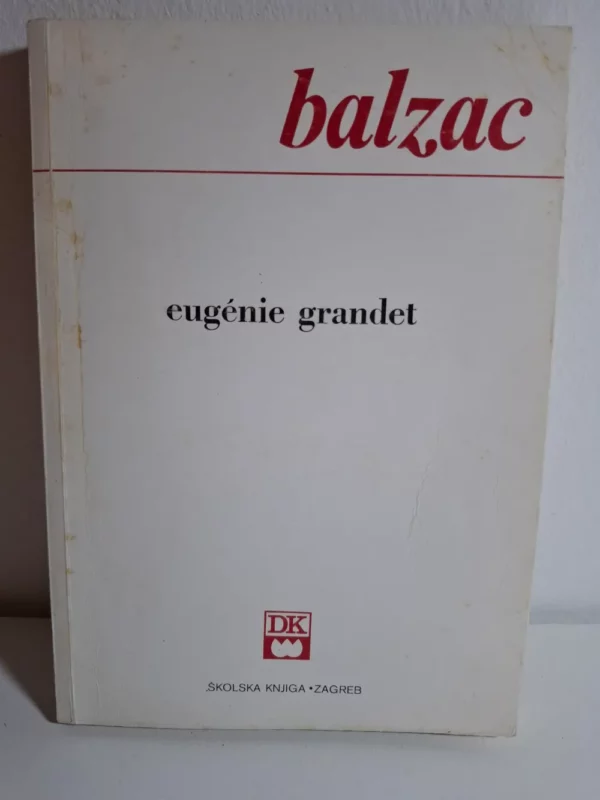 balzac
eugénie grandet
DK
ŠKOLSKA KNJIGA • ZAGREB